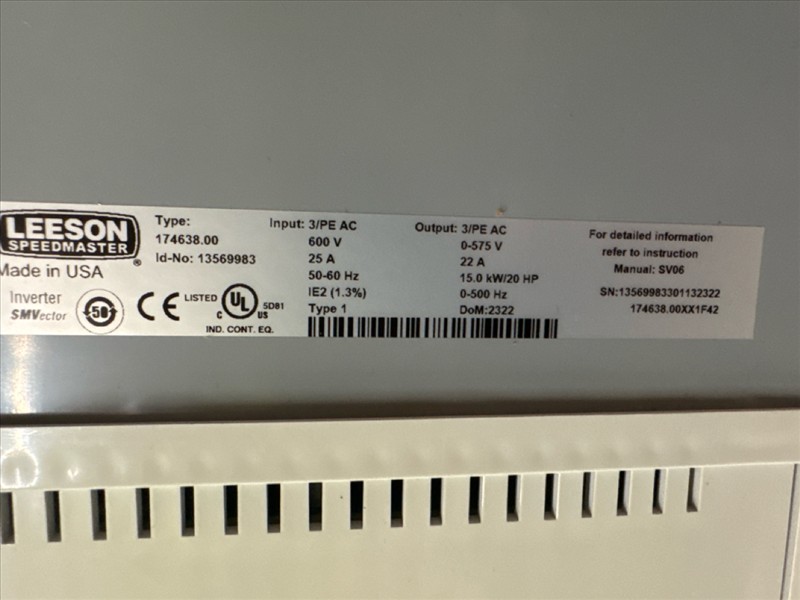 LEESON
SPEEDMASTER
®
Made in USA
Inverter
SMVector
50
CE
LISTED
C UL US
5D81
IND. CONT. EQ.
Type:
174638.00
Id-No: 13569983
Input: 3/PE AC
600 V
25 A
50-60 Hz
IE2 (1.3%)
Type 1
Output: 3/PE AC
0-575 V
22 A
15.0 kW/20 HP
0-500 Hz
DoM:2322
For detailed information
refer to instruction
Manual: SV06
SN:13569983301132322
174638.00XX1F42